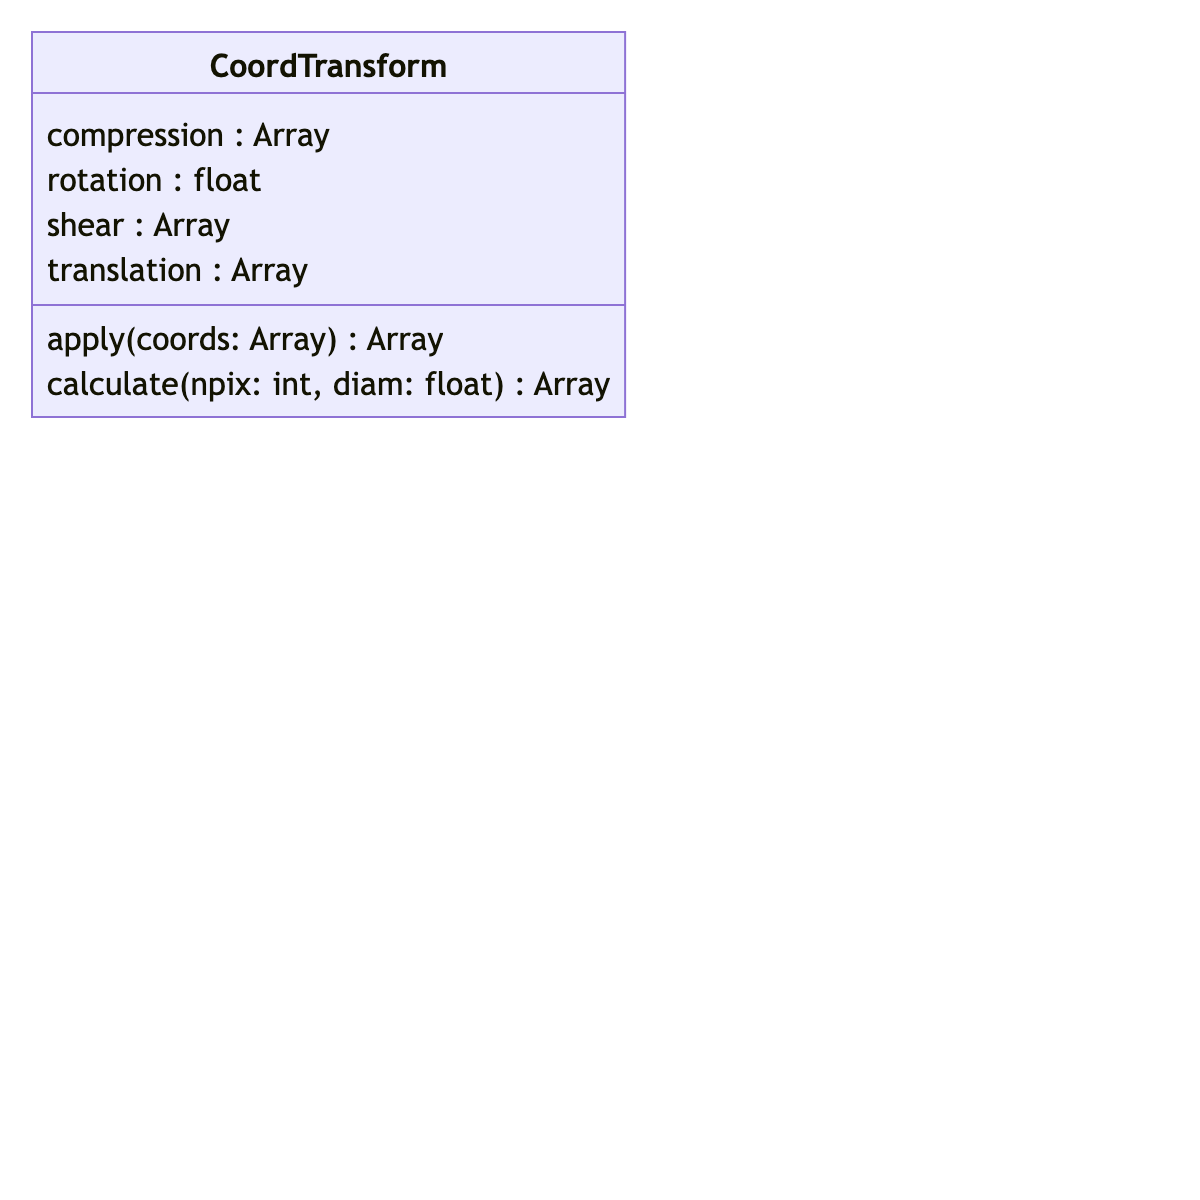 CoordTransform
compression : Array
rotation : float
shear : Array
translation : Array
apply(coords: Array) : Array
calculate(npix: int, diam: float) : Array